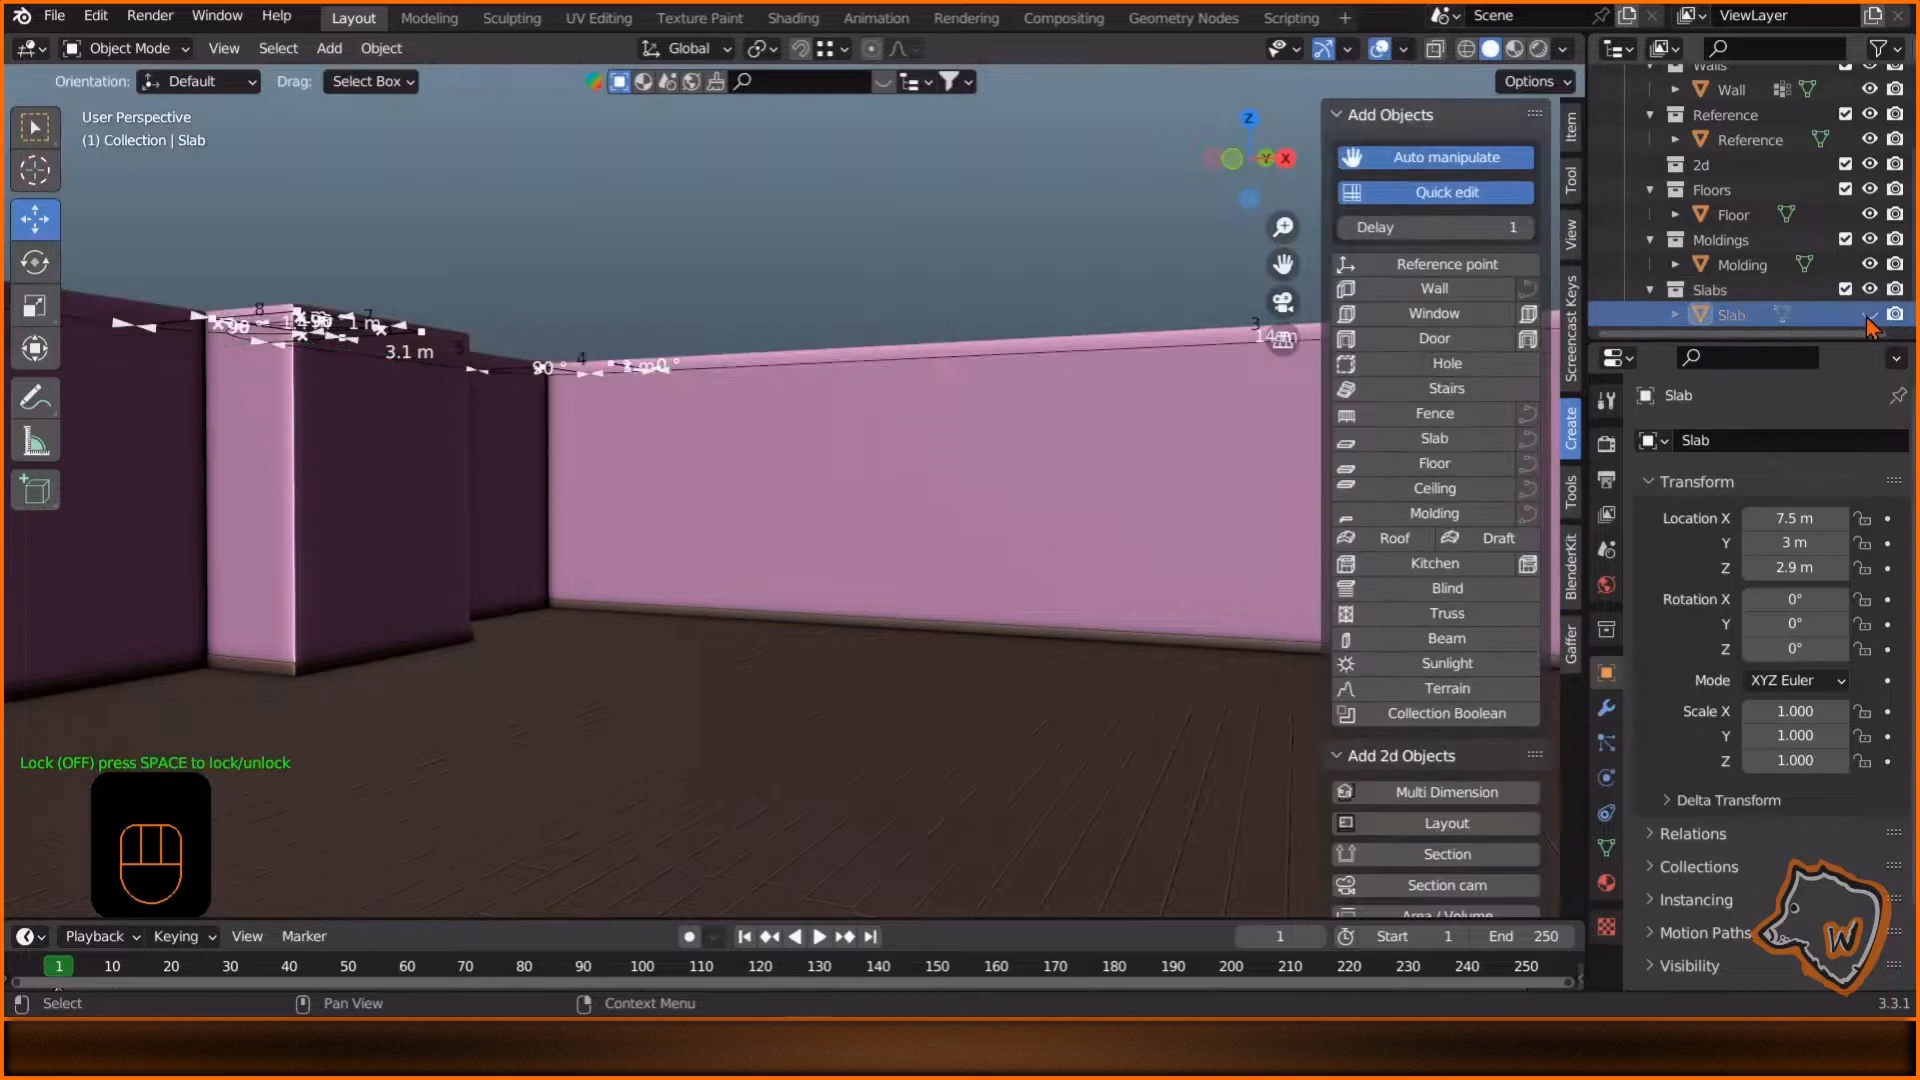 File Edit Render Window Help Layout Modeling Sculpting UV Editing Texture Paint Shading Animation Rendering Compositing Geometry Nodes Scripting + Scene ViewLayer
Object Mode View Select Add Object Global
Orientation: Default Drag: Select Box Options
User Perspective
(1) Collection | Slab
Z
Y
X
8
7
90 °
1 m
3.1 m
90 °
4
3
14 m
Lock (OFF) press SPACE to lock/unlock
Add Objects
Auto manipulate
Quick edit
Delay 1
Reference point
Wall
Window
Door
Hole
Stairs
Fence
Slab
Floor
Ceiling
Molding
Roof Draft
Kitchen
Blind
Truss
Beam
Sunlight
Terrain
Collection Boolean
Add 2d Objects
Multi Dimension
Layout
Section
Section cam
Area / Volume
Item
Tool
View
Screencast Keys
Create
Tools
BlenderKit
Gaffer
Walls
Wall
Reference
Reference
2d
Floors
Floor
Moldings
Molding
Slabs
Slab
Slab
Slab
Transform
Location X 7.5 m
Y 3 m
Z 2.9 m
Rotation X 0°
Y 0°
Z 0°
Mode XYZ Euler
Scale X 1.000
Y 1.000
Z 1.000
Delta Transform
Relations
Collections
Instancing
Motion Paths
Visibility
W
Playback Keying View Marker 1 Start 1 End 250
1 10 20 30 40 50 60 70 80 90 100 110 120 130 140 150 160 170 180 190 200 210 220 230 240 250
Select Pan View Context Menu 3.3.1